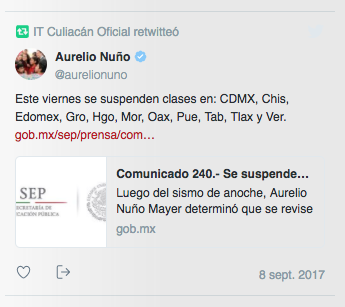 IT Culiacán Oficial retwitteó
Aurelio Nuño
@aurelionuno
Este viernes se suspenden clases en: CDMX, Chis,
Edomex, Gro, Hgo, Mor, Oax, Pue, Tab, Tlax y Ver.
gob.mx/sep/prensa/com…
SEP
SECRETARÍA DE
EDUCACIÓN PÚBLICA
Comunicado 240.- Se suspende…
Luego del sismo de anoche, Aurelio
Nuño Mayer determinó que se revise
gob.mx
8 sept. 2017